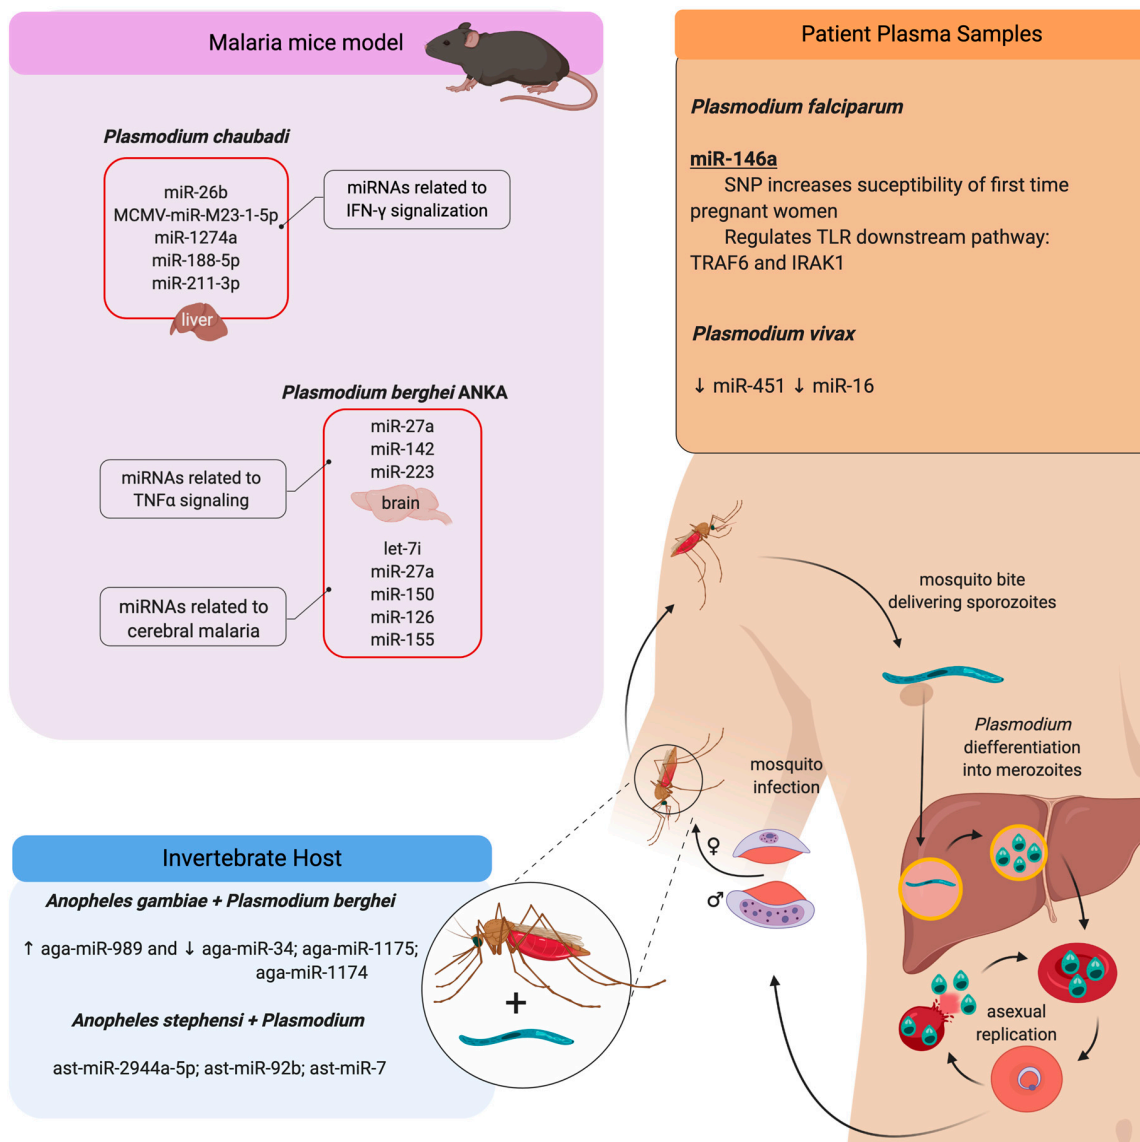 Malaria mice model
Plasmodium chaubadi
miR-26b
MCMV-miR-M23-1-5p
miR-1274a
miR-188-5p
miR-211-3p
liver
miRNAs related to
IFN-γ signalization
Plasmodium berghei ANKA
miR-27a
miR-142
miR-223
brain
let-7i
miR-27a
miR-150
miR-126
miR-155
miRNAs related to
TNFα signaling
miRNAs related to
cerebral malaria
Patient Plasma Samples
Plasmodium falciparum
miR-146a
SNP increases suceptibility of first time
pregnant women
Regulates TLR downstream pathway:
TRAF6 and IRAK1
Plasmodium vivax
↓ miR-451 ↓ miR-16
mosquito bite
delivering sporozoites
Plasmodium
diefferentiation
into merozoites
mosquito
infection
♀
♂
asexual
replication
Invertebrate Host
Anopheles gambiae + Plasmodium berghei
↑ aga-miR-989 and ↓ aga-miR-34; aga-miR-1175;
aga-miR-1174
Anopheles stephensi + Plasmodium
ast-miR-2944a-5p; ast-miR-92b; ast-miR-7
+